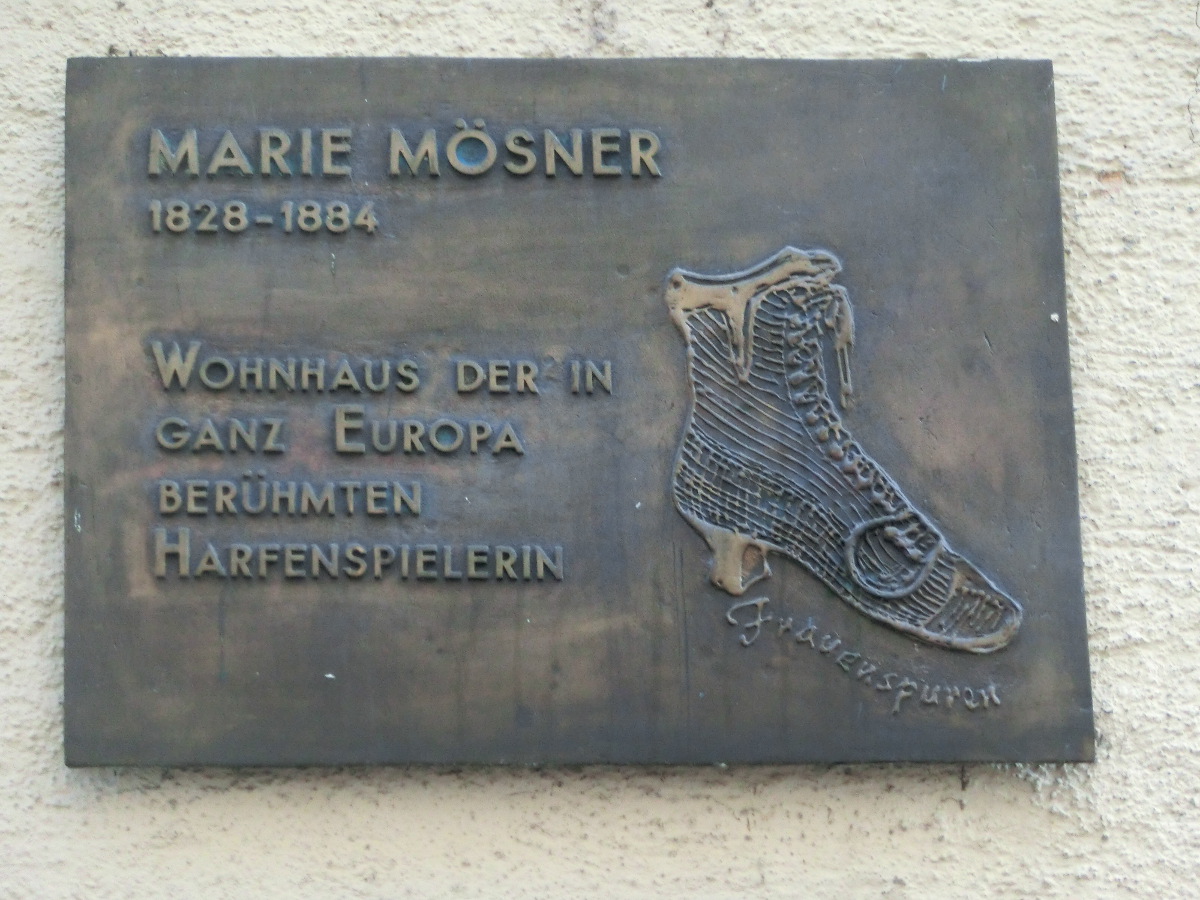 MARIE MÖSNER
1828-1884
WOHNHAUS DER IN
GANZ EUROPA
BERÜHMTEN
HARFENSPIELERIN
Frauenspuren